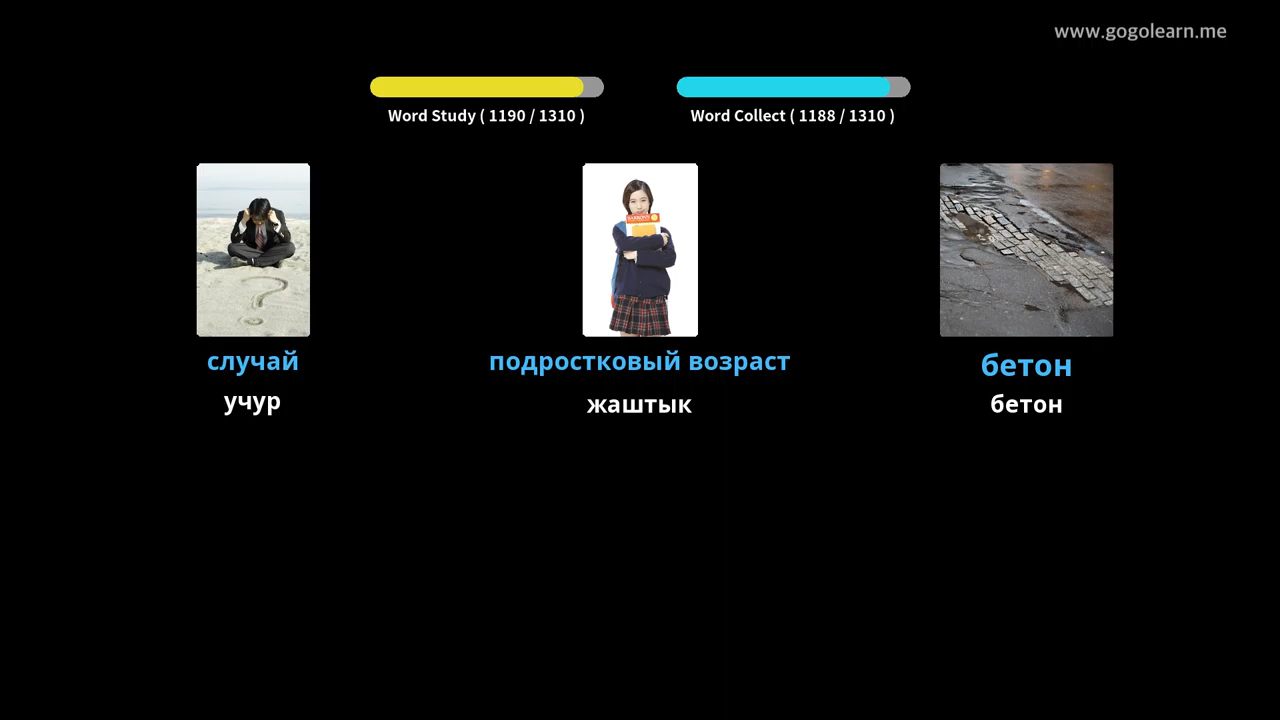 www.gogolearn.me
Word Study ( 1190 / 1310 )
Word Collect ( 1188 / 1310 )
случай
подростковый возраст
бетон
учур
жаштык
бетон